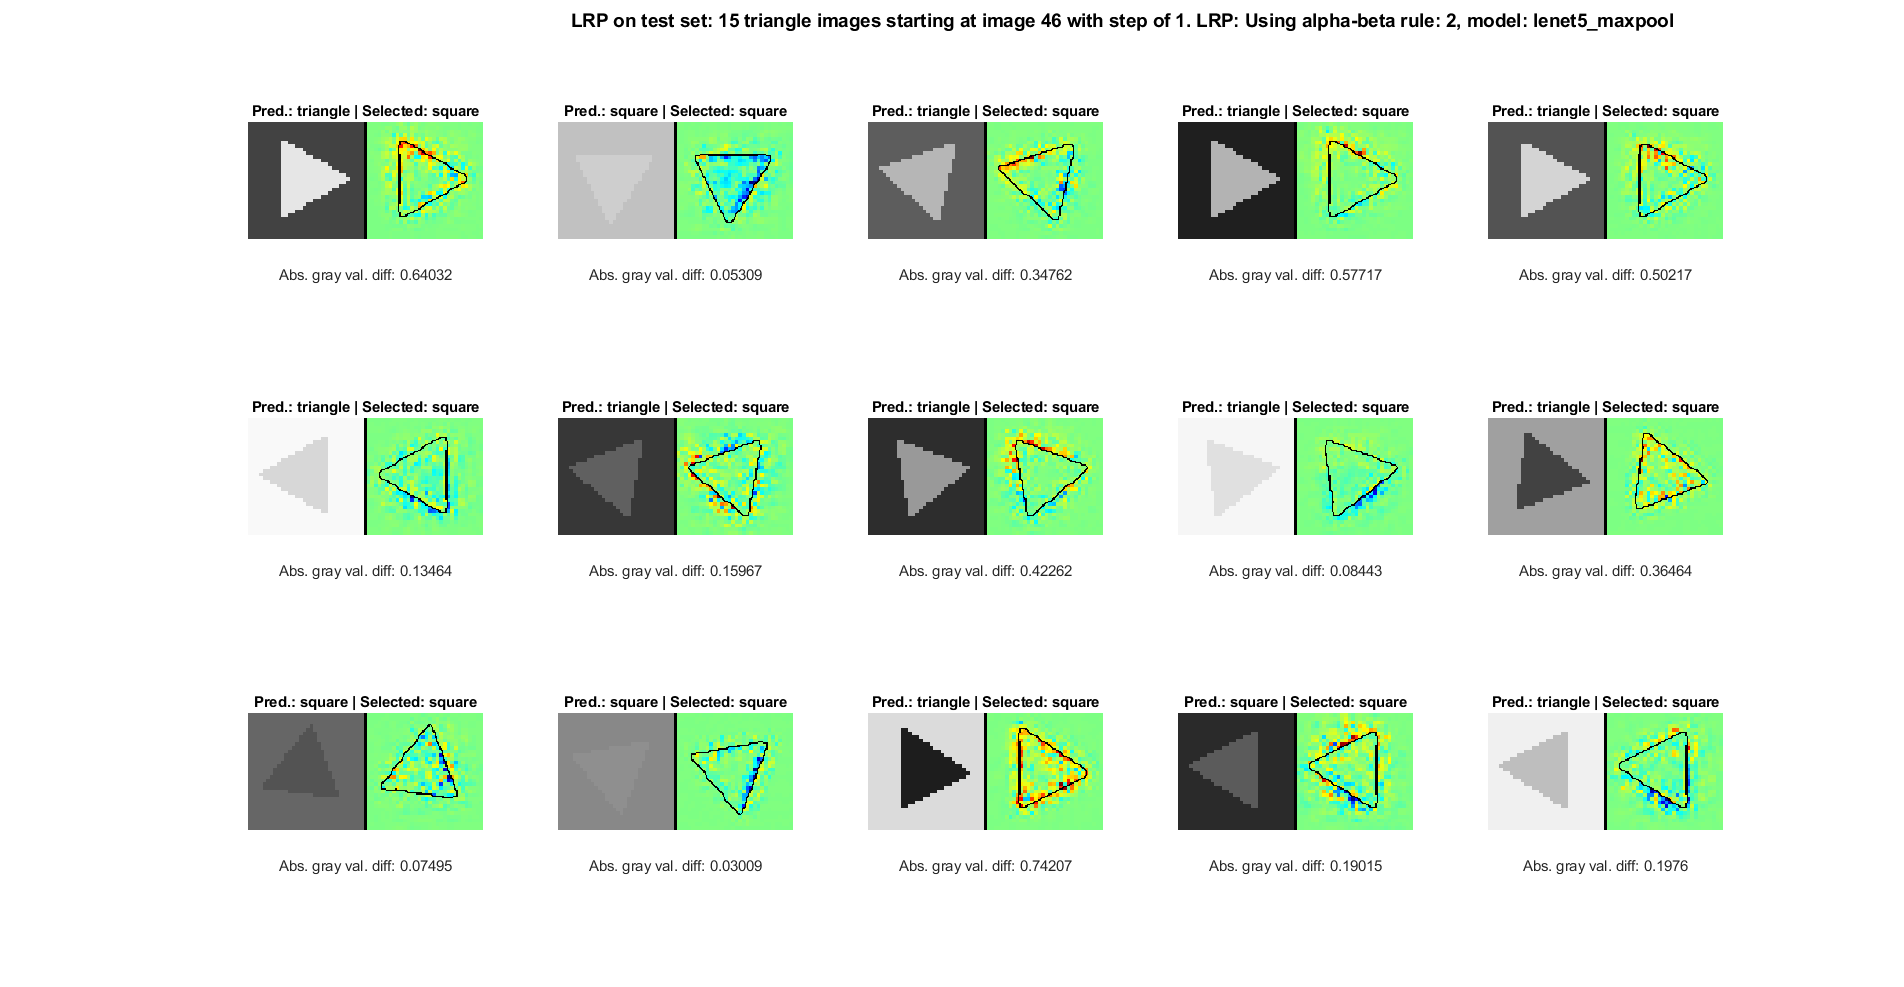 LRP on test set: 15 triangle images starting at image 46 with step of 1. LRP: Using alpha-beta rule: 2, model: lenet5_maxpool
Pred.: triangle | Selected: square
Pred.: square | Selected: square
Pred.: triangle | Selected: square
Pred.: triangle | Selected: square
Pred.: triangle | Selected: square
Abs. gray val. diff: 0.64032
Abs. gray val. diff: 0.05309
Abs. gray val. diff: 0.34762
Abs. gray val. diff: 0.57717
Abs. gray val. diff: 0.50217
Pred.: triangle | Selected: square
Pred.: triangle | Selected: square
Pred.: triangle | Selected: square
Pred.: triangle | Selected: square
Pred.: triangle | Selected: square
Abs. gray val. diff: 0.13464
Abs. gray val. diff: 0.15967
Abs. gray val. diff: 0.42262
Abs. gray val. diff: 0.08443
Abs. gray val. diff: 0.36464
Pred.: square | Selected: square
Pred.: square | Selected: square
Pred.: triangle | Selected: square
Pred.: square | Selected: square
Pred.: triangle | Selected: square
Abs. gray val. diff: 0.07495
Abs. gray val. diff: 0.03009
Abs. gray val. diff: 0.74207
Abs. gray val. diff: 0.19015
Abs. gray val. diff: 0.1976